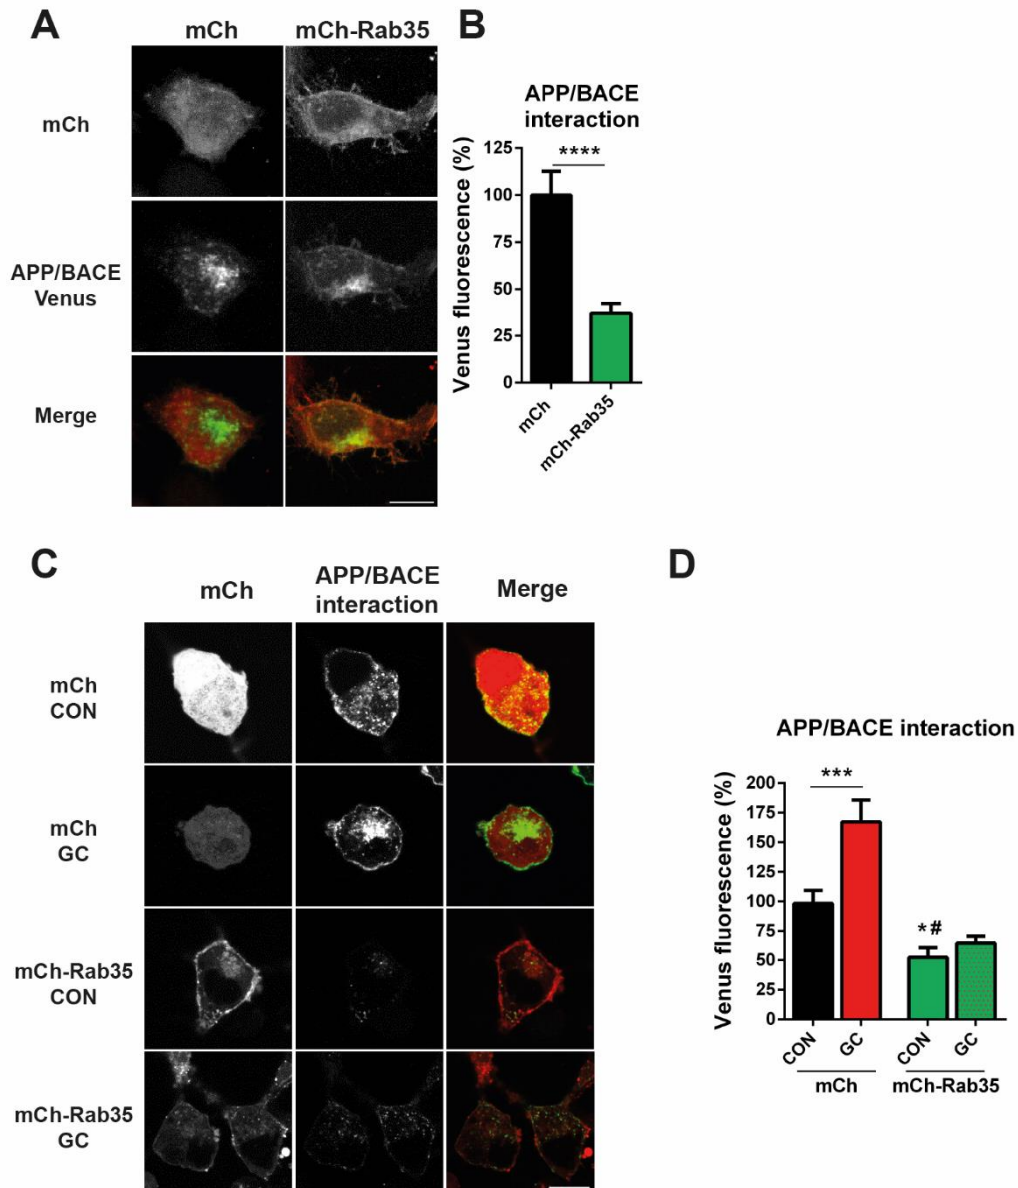 A
mCh
mCh-Rab35
mCh
APP/BACE
Venus
Merge
B
APP/BACE
interaction
Venus fluorescence (%)
125
100
75
50
25
0
****
mCh
mCh-Rab35
C
mCh
APP/BACE
interaction
Merge
mCh
CON
mCh
GC
mCh-Rab35
CON
mCh-Rab35
GC
D
APP/BACE interaction
Venus fluorescence (%)
200
175
150
125
100
75
50
25
0
***
*#
CON
GC
CON
GC
mCh
mCh-Rab35